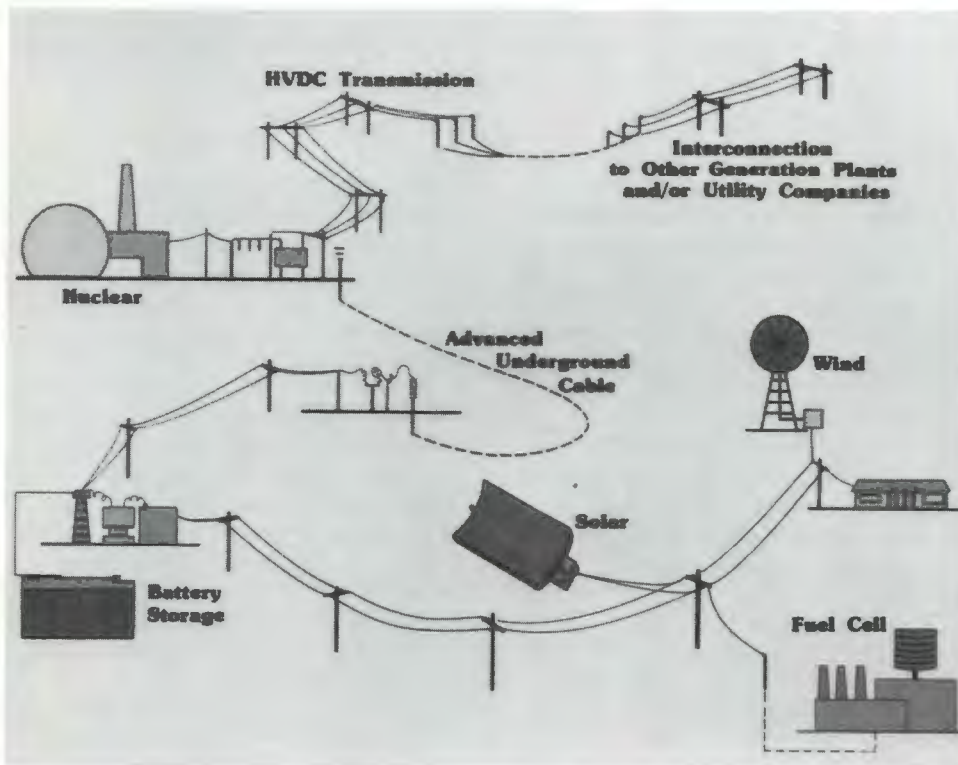 HVDC Transmission
Interconnection
to Other Generation Plants
and/or Utility Companies
Nuclear
Advanced
Underground
Cable
Wind
Solar
Battery
Storage
Fuel Cell